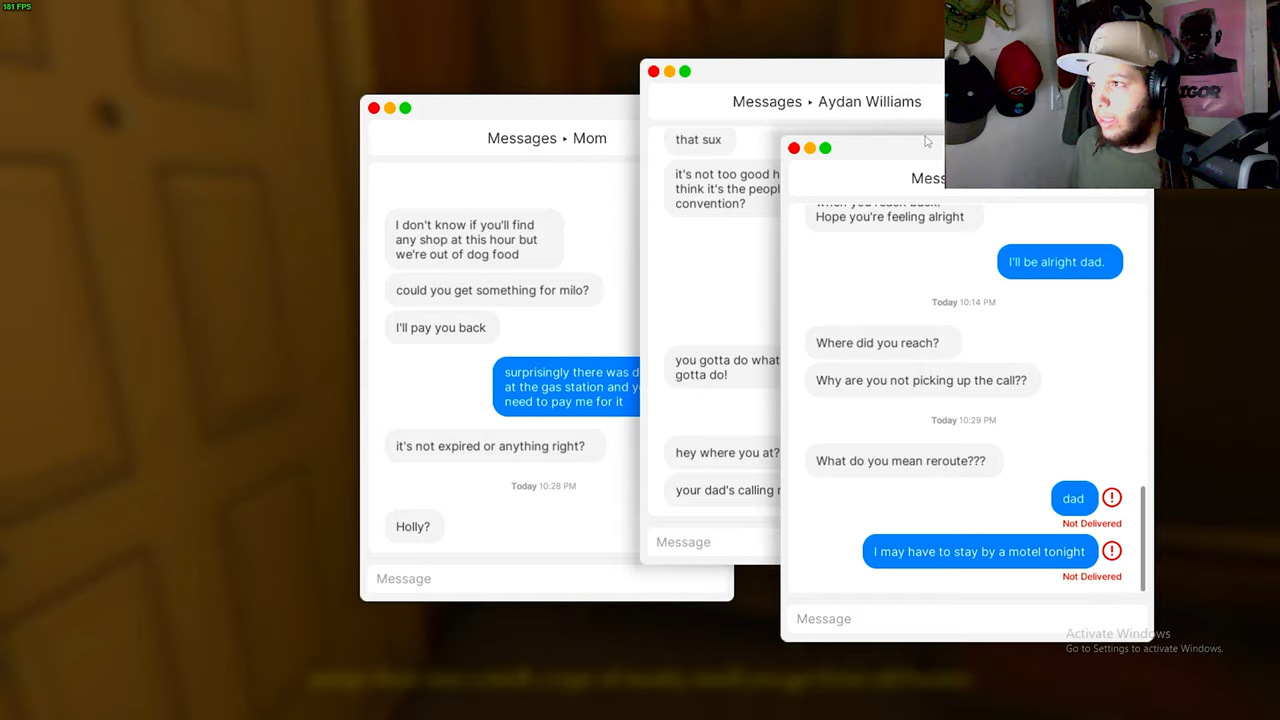 181 FPS
Messages ▸ Mom
I don't know if you'll find
any shop at this hour but
we're out of dog food
could you get something for milo?
I'll pay you back
surprisingly there was d
at the gas station and y
need to pay me for it
it's not expired or anything right?
Today 10:28 PM
Holly?
Message
Messages ▸ Aydan Williams
that sux
it's not too good h
think it's the peopl
convention?
you gotta do what
gotta do!
hey where you at?
your dad's calling
Message
Mess
Hope you're feeling alright
I'll be alright dad.
Today 10:14 PM
Where did you reach?
Why are you not picking up the call??
Today 10:29 PM
What do you mean reroute???
dad
Not Delivered
I may have to stay by a motel tonight
Not Delivered
Message
Activate Windows
Go to Settings to activate Windows.
IGOR